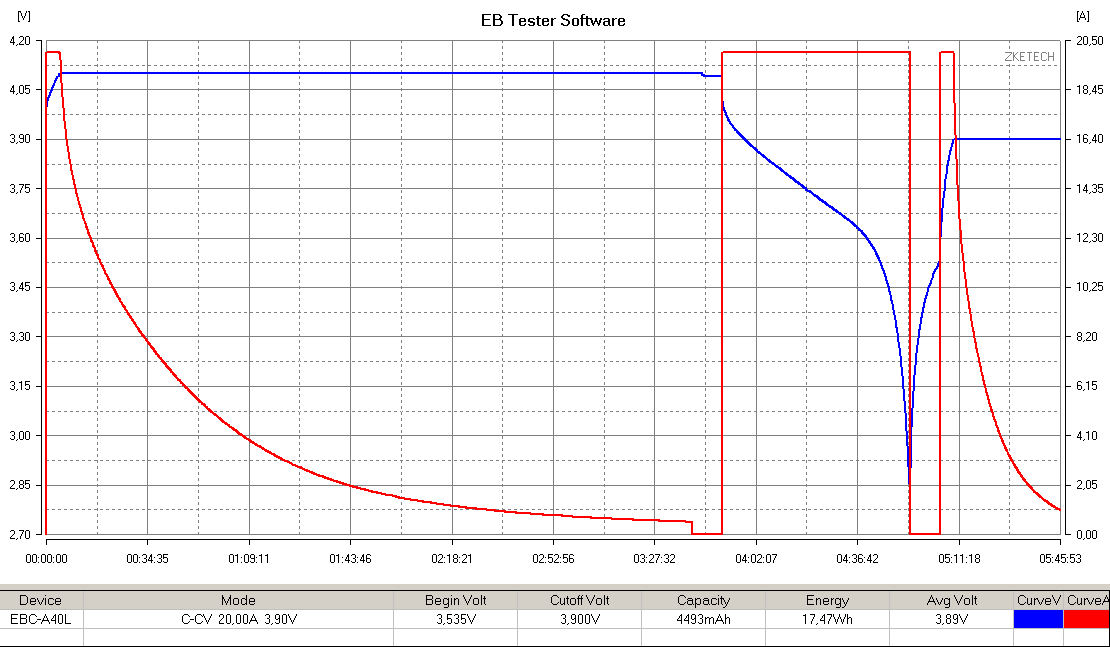 [V] EB Tester Software [A]
4,20 20,50
ZKETECH
4,05 18,45
3,90 16,40
3,75 14,35
3,60 12,30
3,45 10,25
3,30 8,20
3,15 6,15
3,00 4,10
2,85 2,05
2,70 0,00
00:00:00 00:34:35 01:09:11 01:43:46 02:18:21 02:52:56 03:27:32 04:02:07 04:36:42 05:11:18 05:45:53
Device Mode Begin Volt Cutoff Volt Capacity Energy Avg Volt CurveV CurveA
EBC-A40L C-CV 20,00A 3,90V 3,535V 3,900V 4493mAh 17,47Wh 3,89V